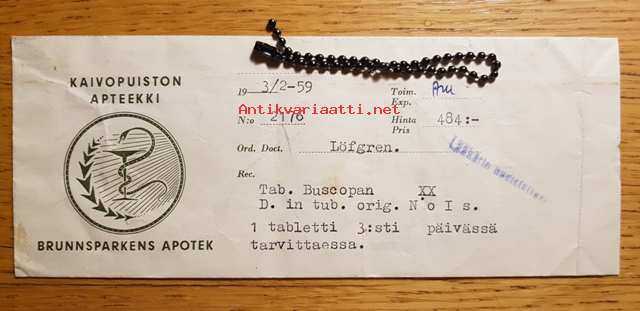 KAIVOPUISTON
APTEEKKI
BRUNNSPARKENS APOTEK
19 3/2-59 Toim.
Exp.
Antikvariaatti.net
N:o 2176 Hinta 484:-
Pris
Ord. Doct. Löfgren.
Rec.
Tab. Buscopan XX
D. in tub. orig. N o I s.
1 tabletti 3:sti päivässä
tarvittaessa.